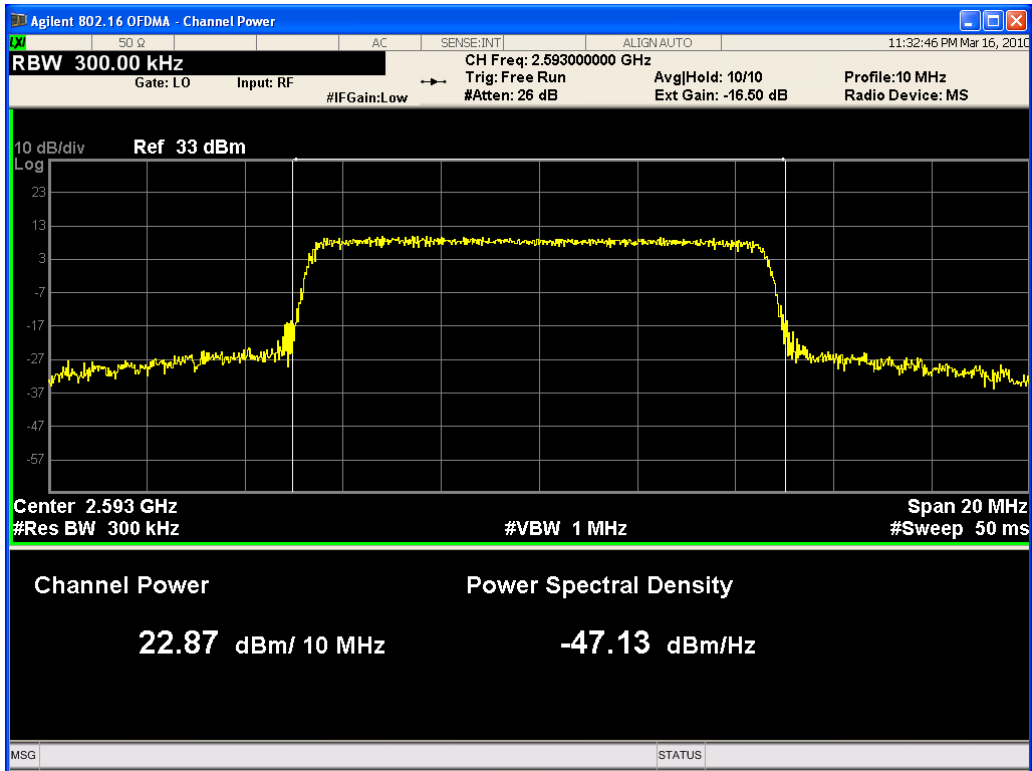 Agilent 802.16 OFDMA - Channel Power
LXI 50 Ω AC SENSE:INT ALIGN AUTO 11:32:46 PM Mar 16, 2010
RBW 300.00 kHz CH Freq: 2.593000000 GHz
Gate: LO Input: RF Trig: Free Run Avg|Hold: 10/10 Profile:10 MHz
#IFGain:Low #Atten: 26 dB Ext Gain: -16.50 dB Radio Device: MS
10 dB/div Ref 33 dBm
Log
23
13
3
-7
-17
-27
-37
-47
-57
Center 2.593 GHz Span 20 MHz
#Res BW 300 kHz #VBW 1 MHz #Sweep 50 ms
Channel Power Power Spectral Density
22.87 dBm/ 10 MHz -47.13 dBm/Hz
MSG STATUS